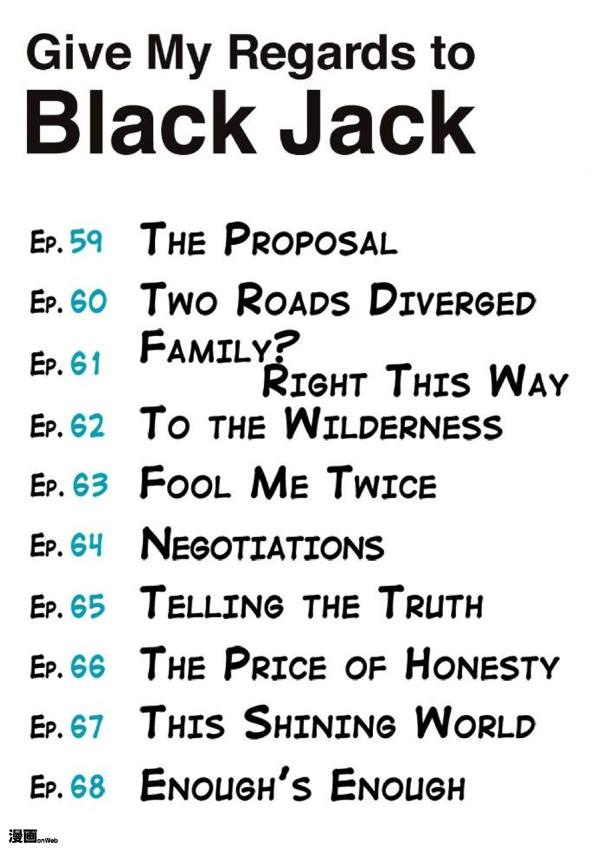 Give My Regards to
Black Jack
Ep. 59 The Proposal
Ep. 60 Two Roads Diverged
Ep. 61 Family?
Right This Way
Ep. 62 To the Wilderness
Ep. 63 Fool Me Twice
Ep. 64 Negotiations
Ep. 65 Telling the Truth
Ep. 66 The Price of Honesty
Ep. 67 This Shining World
Ep. 68 Enough's Enough
漫画onWeb